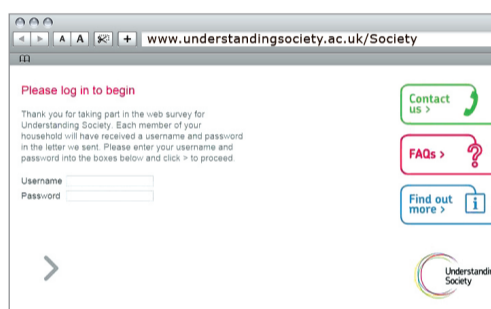 A A + www.understandingsociety.ac.uk/Society
Please log in to begin
Thank you for taking part in the web survey for
Understanding Society. Each member of your
household will have received a username and password
in the letter we sent. Please enter your username and
password into the boxes below and click > to proceed.
Username
Password
>
Contact
us >
FAQs >
?
Find out
more >
i
Understandi
Society